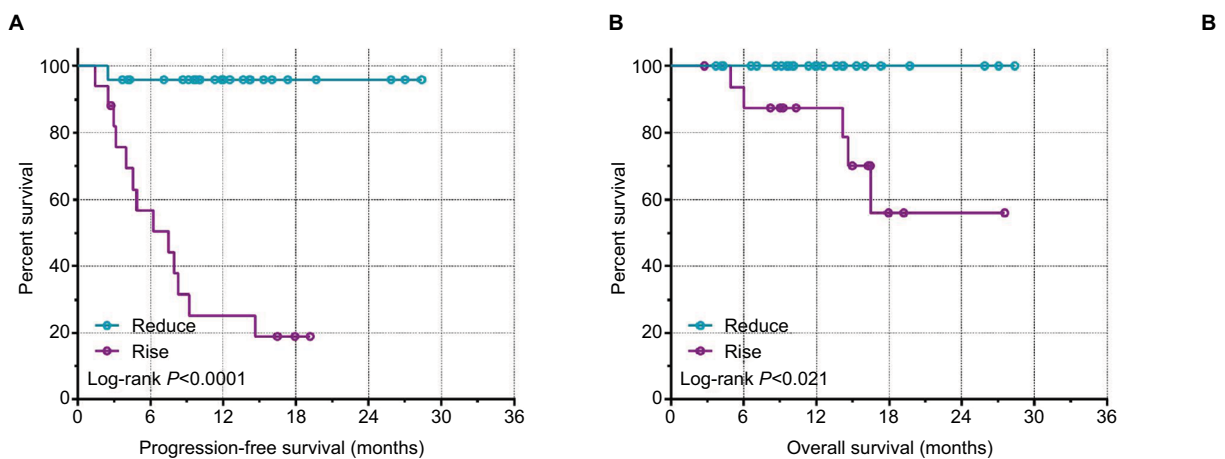 A
Percent survival
100
80
60
40
20
0
Reduce
Rise
Log-rank P<0.0001
0 6 12 18 24 30 36
Progression-free survival (months)
B
Percent survival
100
80
60
40
20
0
Reduce
Rise
Log-rank P<0.021
0 6 12 18 24 30 36
Overall survival (months)
B